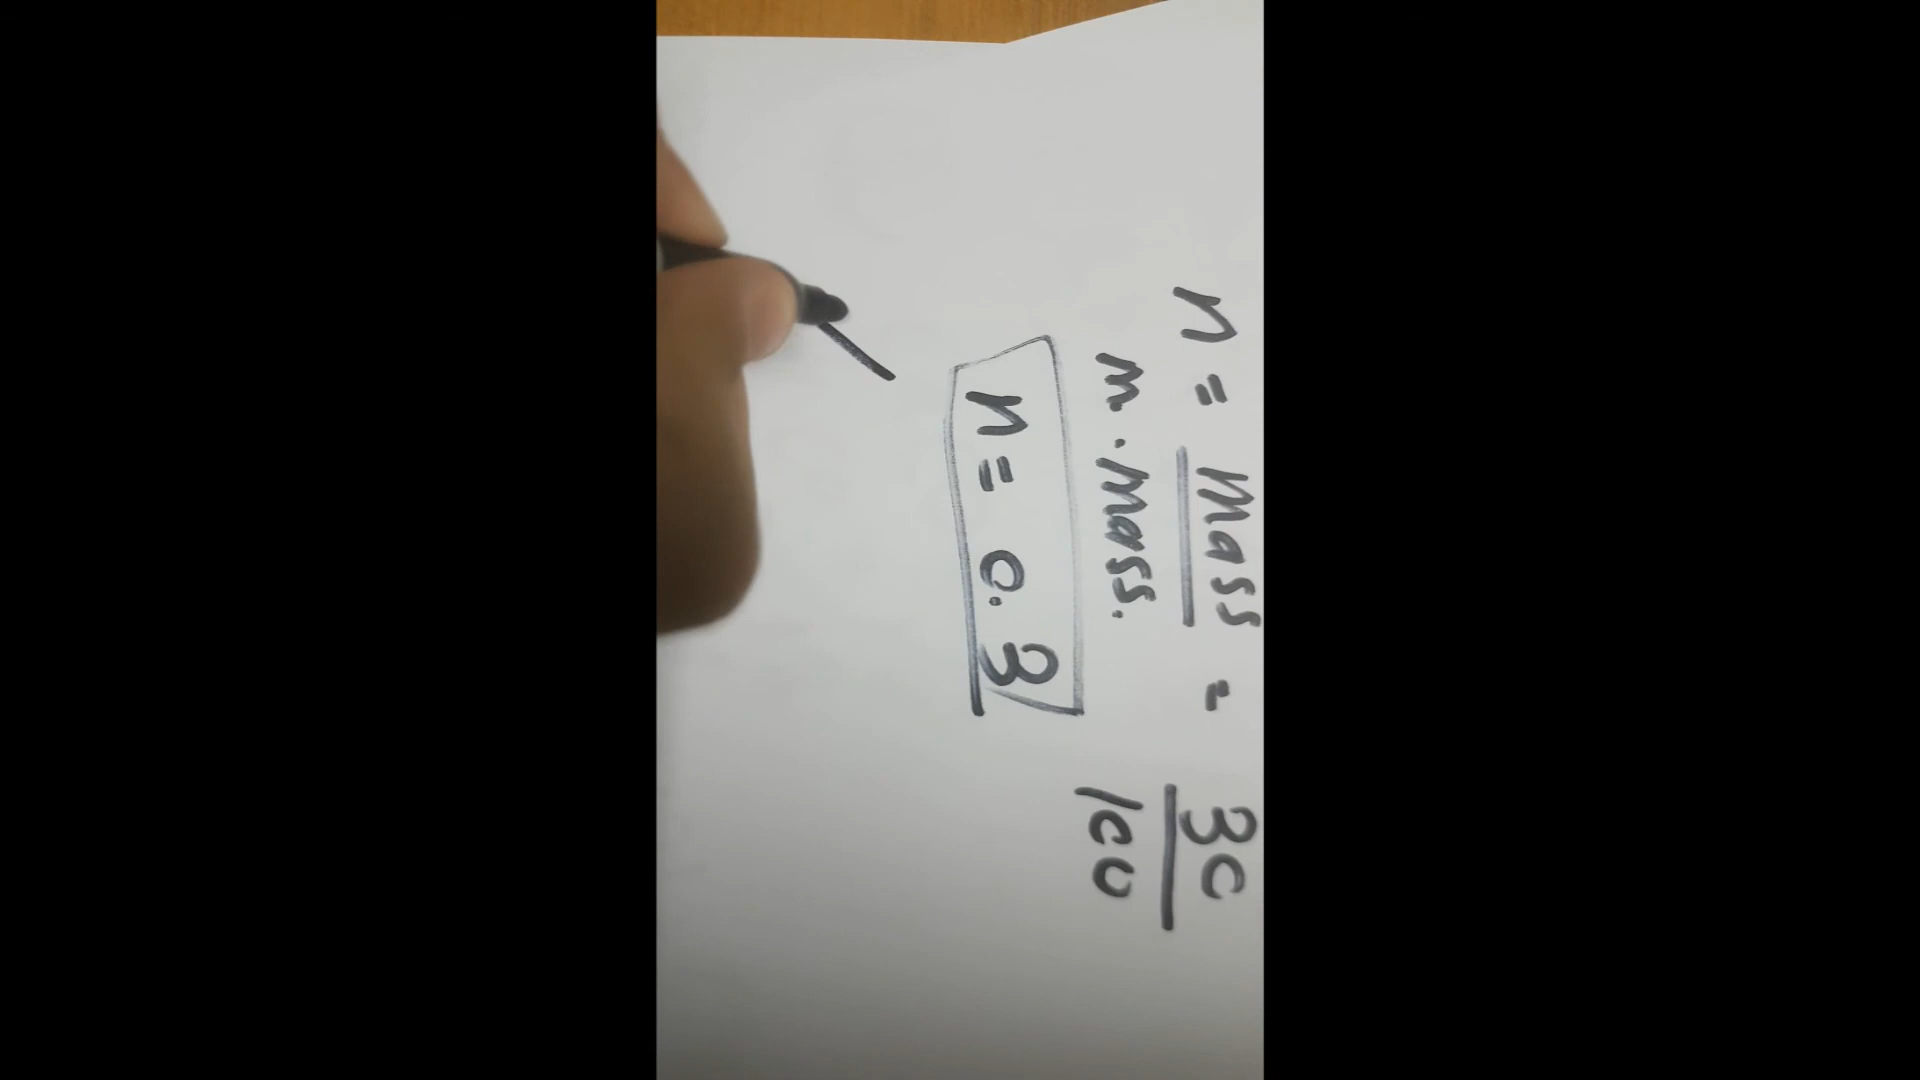 n = mass = 30
m. mass. 100
n = 0.3